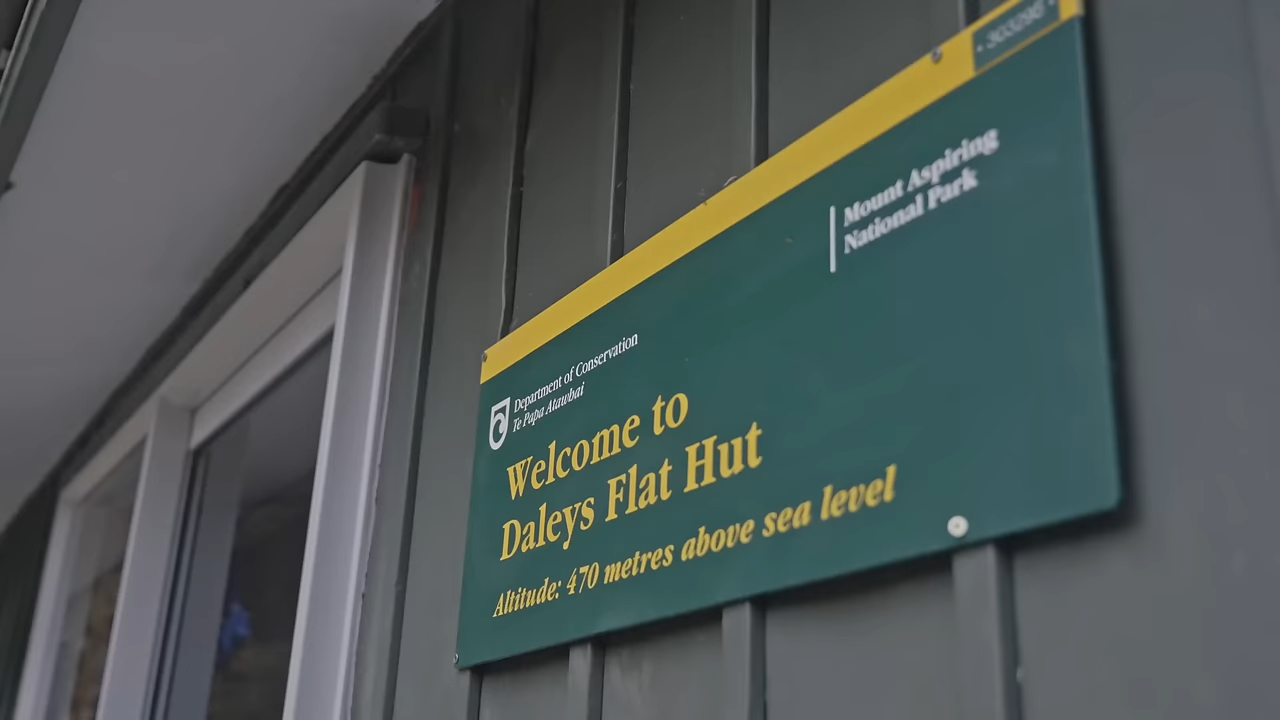 Mount Aspiring
National Park
Department of Conservation
Te Papa Atawhai
Welcome to
Daleys Flat Hut
Altitude: 470 metres above sea level